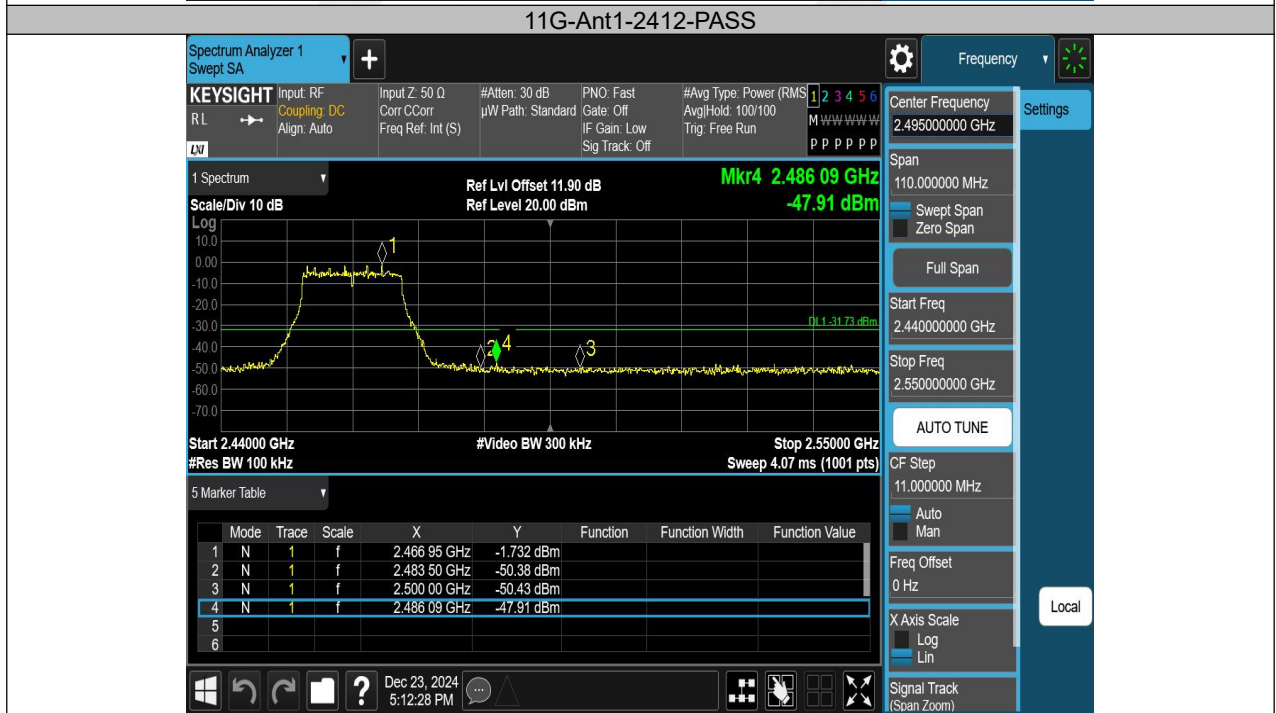 11G-Ant1-2412-PASS
Spectrum Analyzer 1
Swept SA
+
Frequency
KEYSIGHT
RL
LXI
Input: RF
Coupling: DC
Align: Auto
Input Z: 50 Ω
Corr CCorr
Freq Ref: Int (S)
#Atten: 30 dB
µW Path: Standard
PNO: Fast
Gate: Off
IF Gain: Low
Sig Track: Off
#Avg Type: Power (RMS
Avg|Hold: 100/100
Trig: Free Run
1 2 3 4 5 6
M W W W W W
P P P P P P
1 Spectrum
Scale/Div 10 dB
Ref Lvl Offset 11.90 dB
Ref Level 20.00 dBm
Mkr4 2.486 09 GHz
-47.91 dBm
Log
10.0
0.00
-10.0
-20.0
-30.0
-40.0
-50.0
-60.0
-70.0
1
2
4
3
DL1 -31.73 dBm
Start 2.44000 GHz
#Video BW 300 kHz
Stop 2.55000 GHz
#Res BW 100 kHz
Sweep 4.07 ms (1001 pts)
5 Marker Table
Mode Trace Scale X Y Function Function Width Function Value
1 N 1 f 2.466 95 GHz -1.732 dBm
2 N 1 f 2.483 50 GHz -50.38 dBm
3 N 1 f 2.500 00 GHz -50.43 dBm
4 N 1 f 2.486 09 GHz -47.91 dBm
5
6
?
Dec 23, 2024
5:12:28 PM
Center Frequency
2.495000000 GHz
Settings
Span
110.000000 MHz
Swept Span
Zero Span
Full Span
Start Freq
2.440000000 GHz
Stop Freq
2.550000000 GHz
AUTO TUNE
CF Step
11.000000 MHz
Auto
Man
Freq Offset
0 Hz
X Axis Scale
Log
Lin
Local
Signal Track
(Span Zoom)